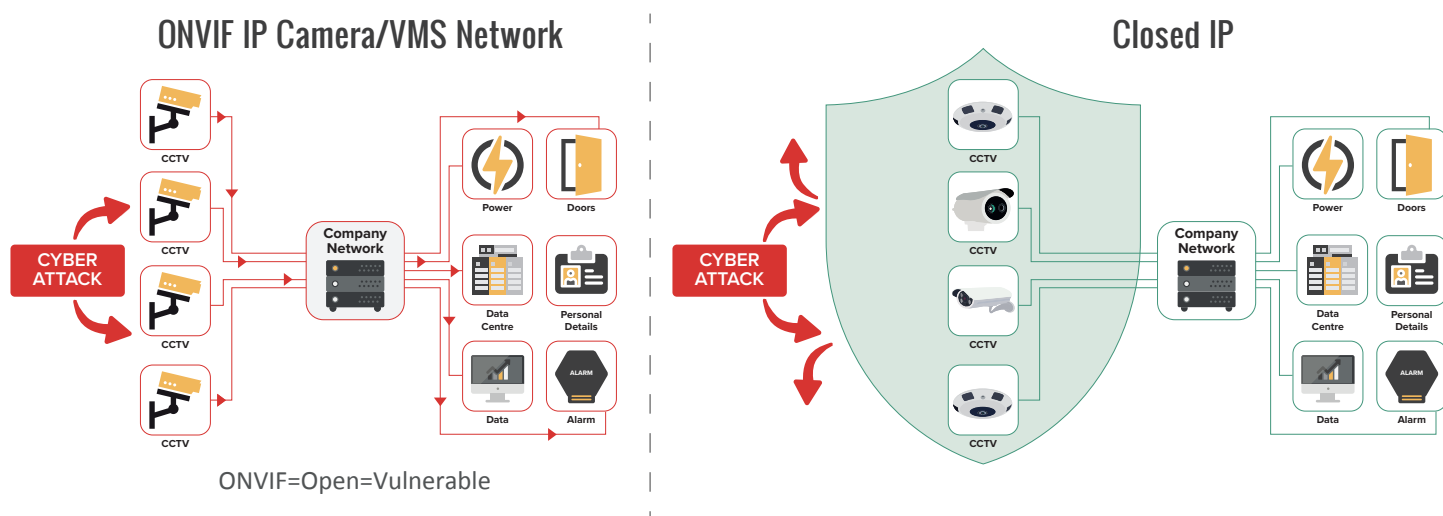 ONVIF IP Camera/VMS Network
CCTV
CCTV
CYBER
ATTACK
CCTV
CCTV
Company
Network
Power
Doors
Data
Centre
Personal
Details
ALARM
Data
Alarm
ONVIF=Open=Vulnerable
Closed IP
CYBER
ATTACK
CCTV
CCTV
CCTV
CCTV
Company
Network
Power
Doors
Data
Centre
Personal
Details
ALARM
Data
Alarm